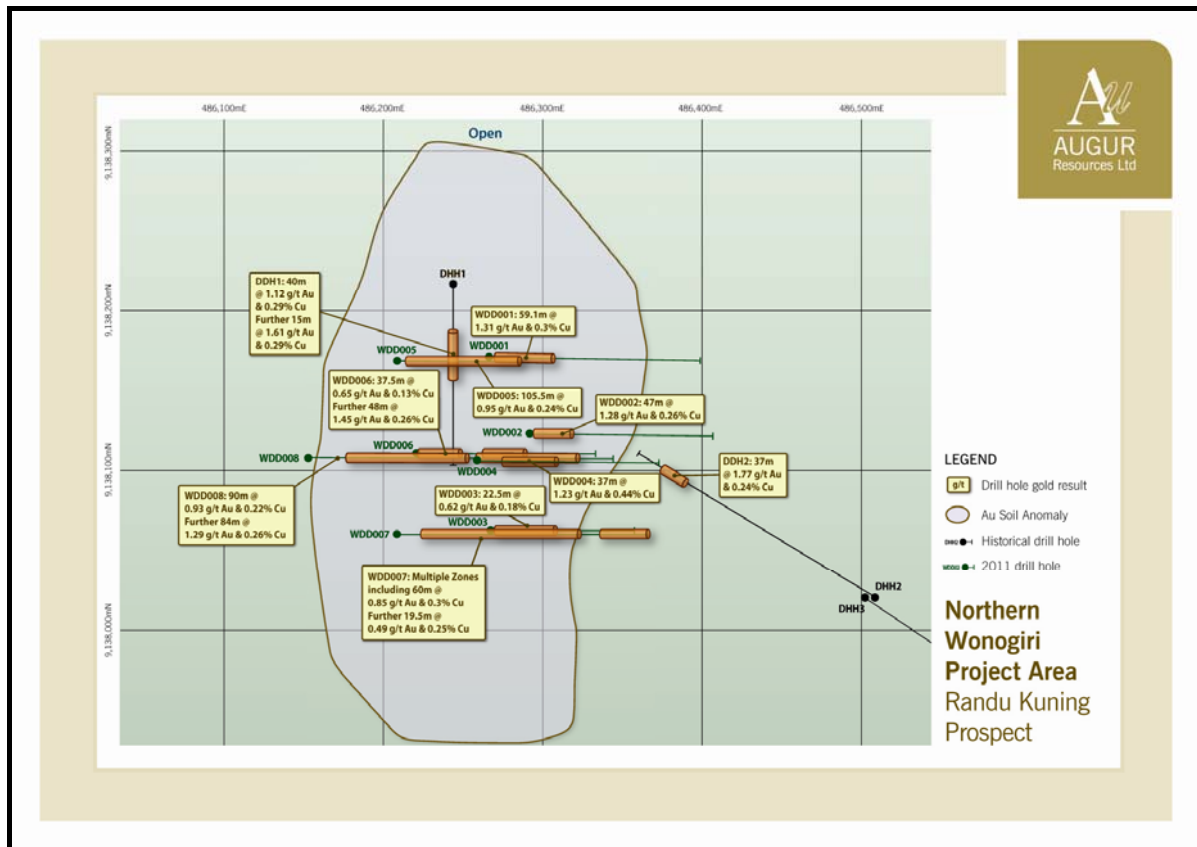 Au
AUGUR
Resources Ltd
486,100mE
486,200mE
486,300mE
486,400mE
486,500mE
9,138,300mN
9,138,200mN
9,138,100mN
9,138,000mN
Open
DHH1
DDH1: 40m
@ 1.12 g/t Au
& 0.29% Cu
Further 15m
@ 1.61 g/t Au
& 0.29% Cu
WDD001: 59.1m @
1.31 g/t Au & 0.3% Cu
WDD005
WDD001
WDD006: 37.5m @
0.65 g/t Au & 0.13% Cu
Further 48m @
1.45 g/t Au & 0.26% Cu
WDD005: 105.5m @
0.95 g/t Au & 0.24% Cu
WDD002: 47m @
1.28 g/t Au & 0.26% Cu
WDD002
WDD006
WDD008
WDD004
DDH2: 37m
@ 1.77 g/t Au
& 0.24% Cu
WDD004: 37m @
1.23 g/t Au & 0.44% Cu
WDD008: 90m @
0.93 g/t Au & 0.22% Cu
Further 84m @
1.29 g/t Au & 0.26% Cu
WDD003: 22.5m @
0.62 g/t Au & 0.18% Cu
WDD003
WDD007
WDD007: Multiple Zones
including 60m @
0.85 g/t Au & 0.3% Cu
Further 19.5m @
0.49 g/t Au & 0.25% Cu
DHH2
DHH3
LEGEND
g/t Drill hole gold result
Au Soil Anomaly
DHH2 Historical drill hole
WDD003 2011 drill hole
Northern
Wonogiri
Project Area
Randu Kuning
Prospect